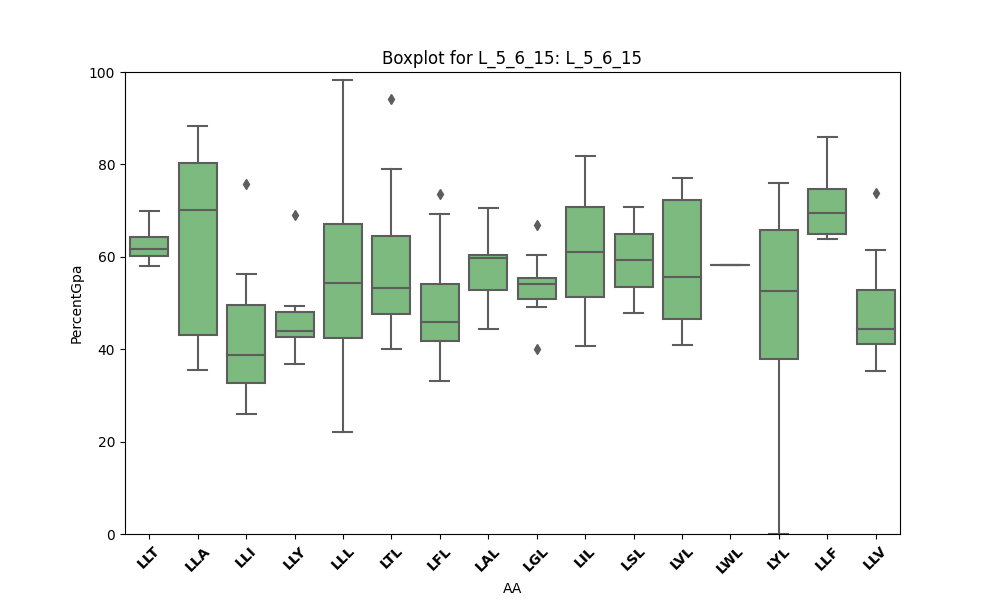 Boxplot for L_5_6_15: L_5_6_15
100
80
60
40
20
0
PercentGpa
LLT LLA LLI LLY LLL LTL LFL LAL LGL LIL LSL LVL LWL LYL LLF LLV
AA